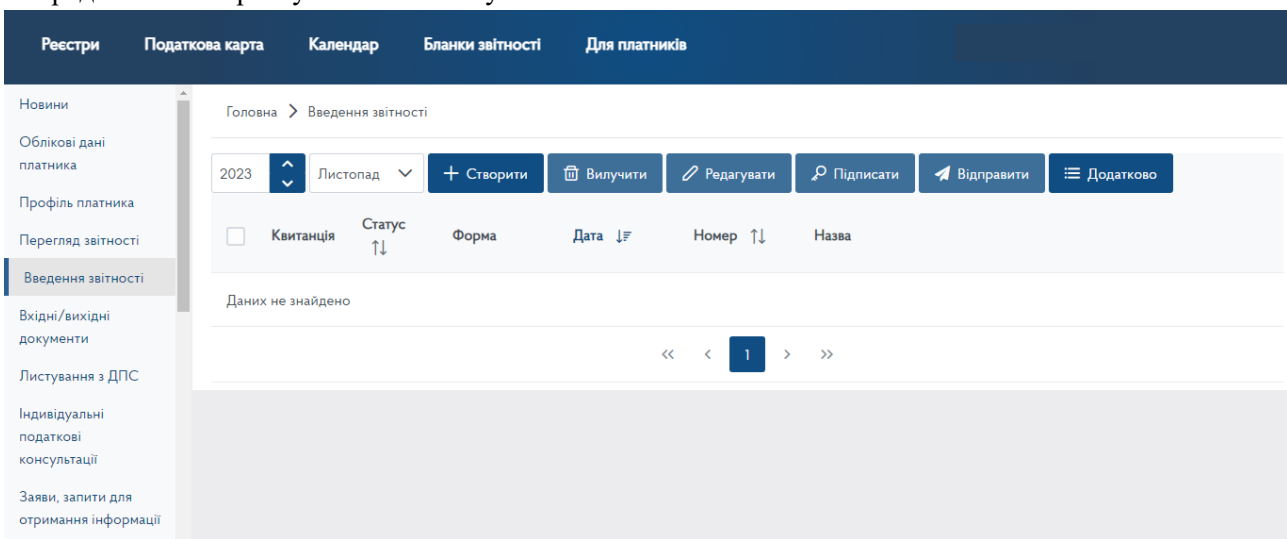 Реєстри Податкова карта Календар Бланки звітності Для платників
Новини
Облікові дані
платника
Профіль платника
Перегляд звітності
Введення звітності
Вхідні/вихідні
документи
Листування з ДПС
Індивідуальні
податкові
консультації
Заяви, запити для
отримання інформації
Головна > Введення звітності
2023 Листопад + Створити Вилучити Редагувати Підписати Відправити Додатково
Квитанція Статус Форма Дата Номер Назва
Даних не знайдено
<< < 1 > >>